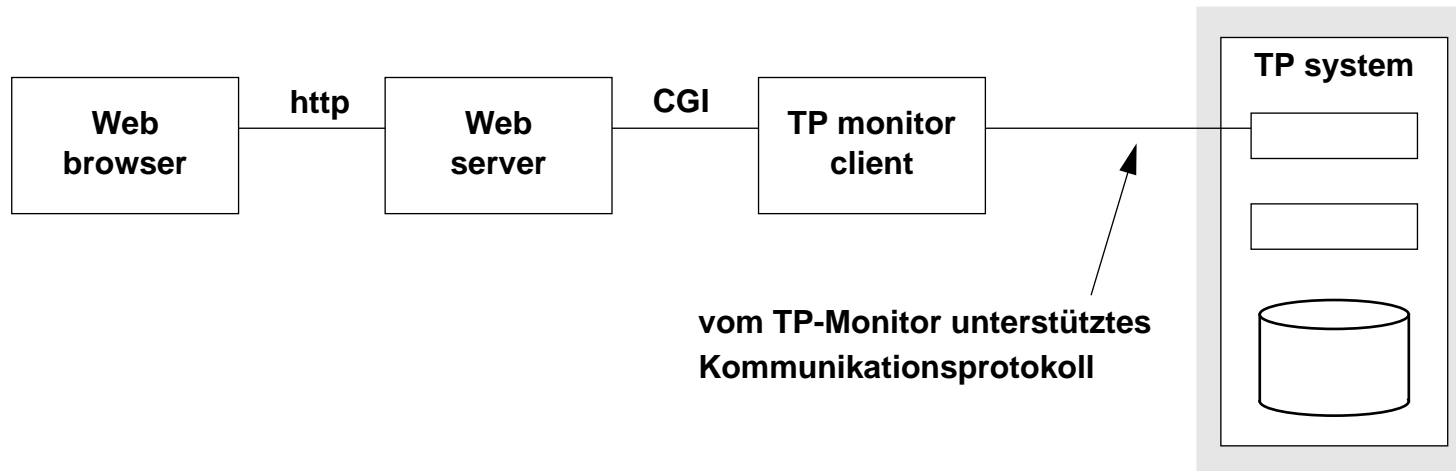 Web
browser
http
Web
server
CGI
TP monitor
client
TP system
vom TP-Monitor unterstütztes
Kommunikationsprotokoll